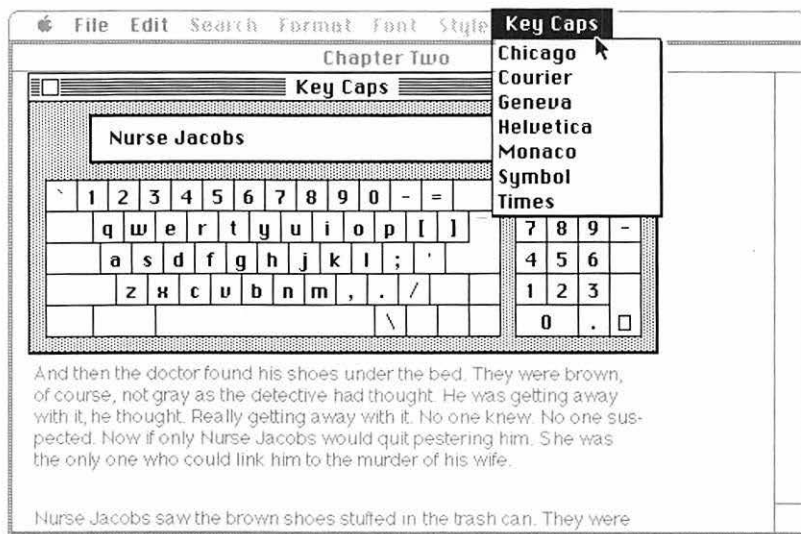 File Edit Search Format Font Style Key Caps
Chapter Two
Chicago
Courier
Geneva
Helvetica
Monaco
Symbol
Times
Key Caps
Nurse Jacobs
` 1 2 3 4 5 6 7 8 9 0 - =
q w e r t y u i o p [ ] 7 8 9 -
a s d f g h j k l ; ' 4 5 6
z x c v b n m , . / 1 2 3
\ 0 .
And then the doctor found his shoes under the bed. They were brown,
of course, not gray as the detective had thought. He was getting away
with it, he thought. Really getting away with it. No one knew. No one sus-
pected. Now if only Nurse Jacobs would quit pestering him. She was
the only one who could link him to the murder of his wife.
Nurse Jacobs saw the brown shoes stuffed in the trash can. They were